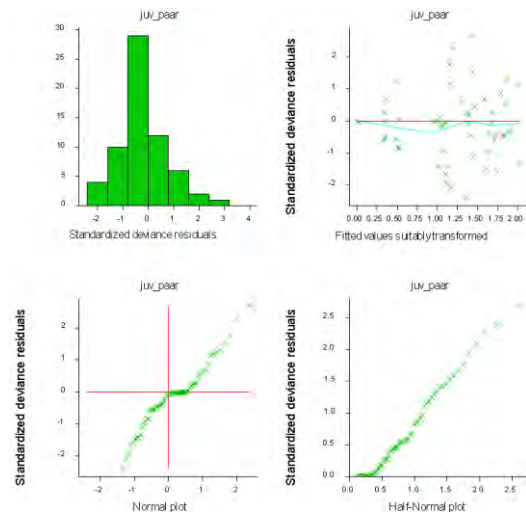 juv_paar
30
25
20
15
10
5
0
-2 -1 0 1 2 3 4
Standardized deviance residuals
juv_paar
Standardized deviance residuals
2
1
0
-1
-2
0.00 0.25 0.50 0.75 1.00 1.25 1.50 1.75 2.00
Fitted values suitably transformed
juv_paar
Standardized deviance residuals
2
1
0
-1
-2
-2 -1 0 1 2
Normal plot
juv_paar
Standardized deviance residuals
2.5
2.0
1.5
1.0
0.5
0.0
0.0 0.5 1.0 1.5 2.0 2.5
Half-Normal plot